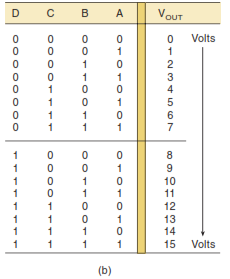 D C B A V_OUT
0 0 0 0 0 Volts
0 0 0 1 1
0 0 1 0 2
0 0 1 1 3
0 1 0 0 4
0 1 0 1 5
0 1 1 0 6
0 1 1 1 7
1 0 0 0 8
1 0 0 1 9
1 0 1 0 10
1 0 1 1 11
1 1 0 0 12
1 1 0 1 13
1 1 1 0 14
1 1 1 1 15 Volts
(b)